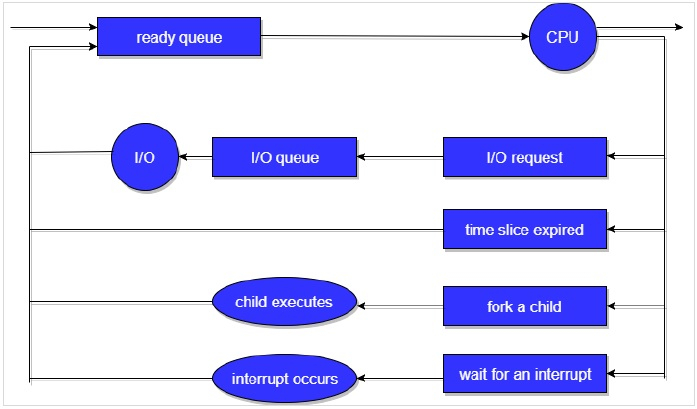 ready queue
CPU
I/O
I/O queue
I/O request
time slice expired
child executes
fork a child
interrupt occurs
wait for an interrupt